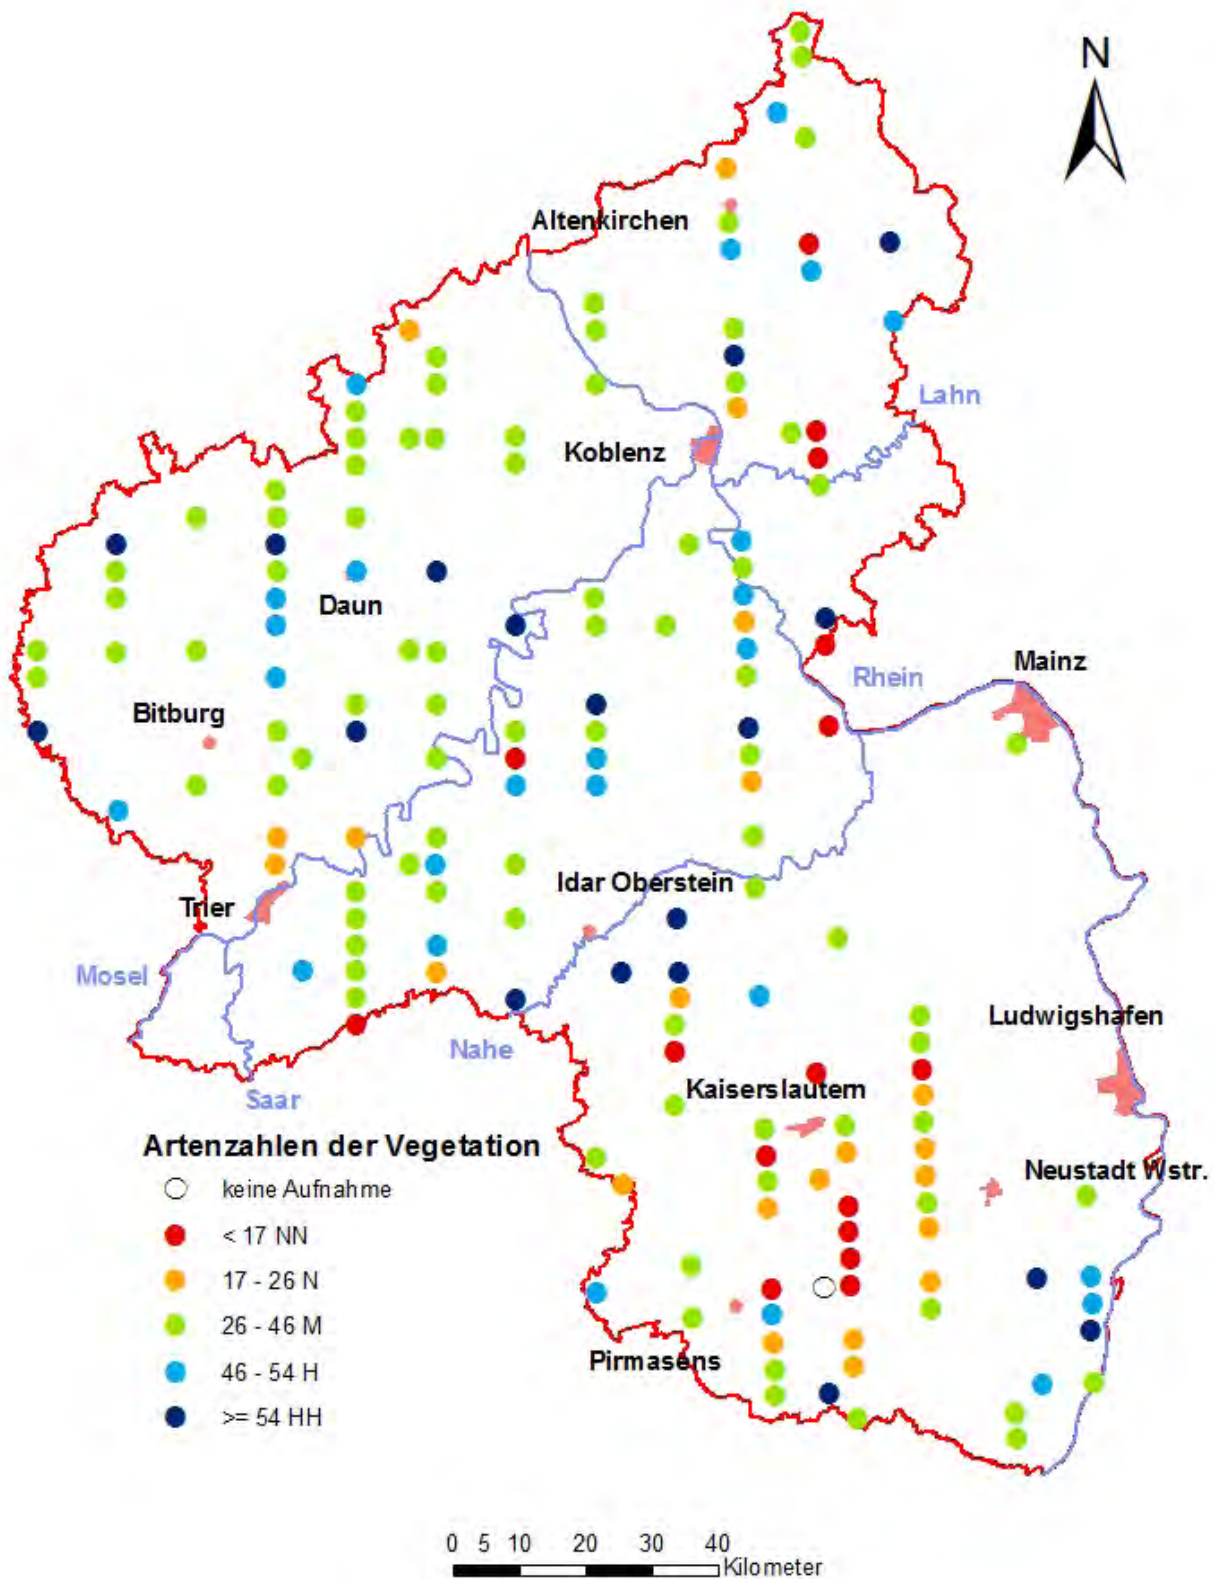 N
Altenkirchen
Lahn
Koblenz
Daun
Mainz
Rhein
Bitburg
Idar Oberstein
Trier
Mosel
Ludwigshafen
Nahe
Kaiserslautern
Saar
Artenzahlen der Vegetation
Neustadt Wstr.
keine Aufnahme
< 17 NN
17 - 26 N
26 - 46 M
Pirmasens
46 - 54 H
>= 54 HH
0 5 10 20 30 40
Kilometer